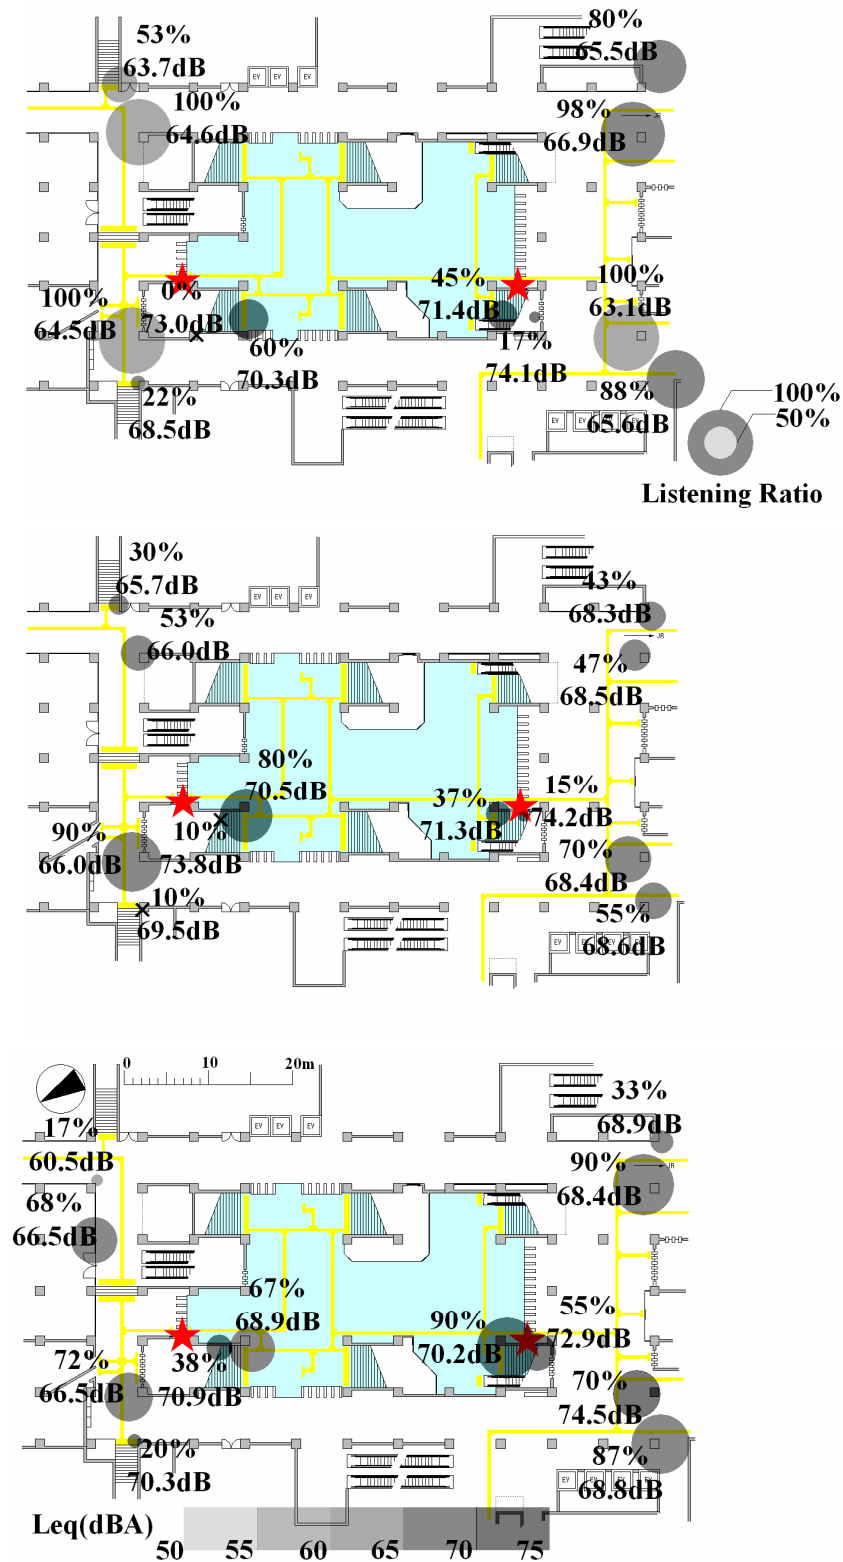 80%
53%
65.5dB
63.7dB
EV EV EV
100%
98%
64.6dB
66.9dB
JR
45%
100%
0%
100%
71.4dB
63.1dB
64.5dB
73.0dB
17%
60%
74.1dB
70.3dB
22%
88%
100%
68.5dB
65.6dB
50%
EV EV EV EV
Listening Ratio
30%
43%
65.7dB
EV EV EV
68.3dB
53%
66.0dB
JR
47%
68.5dB
80%
70.5dB
15%
37%
74.2dB
90%
10%
71.3dB
66.0dB
73.8dB
70%
68.4dB
10%
69.5dB
55%
68.6dB
EV EV EV EV
0 10 20m
33%
68.9dB
17%
EV EV EV
60.5dB
90%
JR
68.4dB
68%
66.5dB
67%
55%
68.9dB
90%
72.9dB
70.2dB
72%
38%
66.5dB
70.9dB
70%
74.5dB
20%
87%
70.3dB
68.8dB
EV EV EV EV
Leq(dBA)
50 55 60 65 70 75